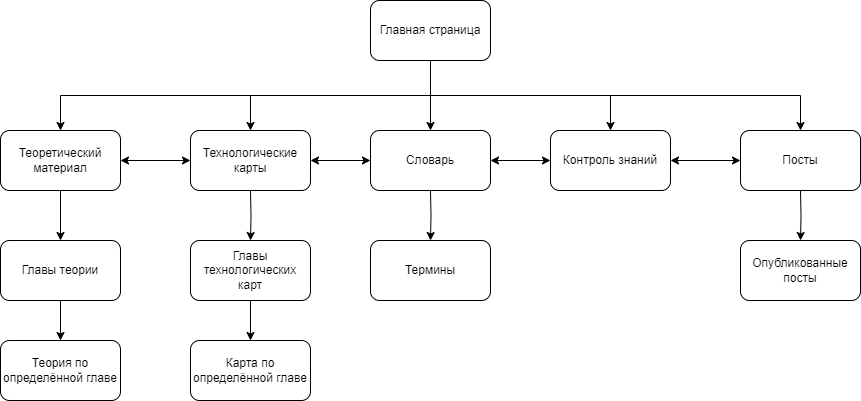 Главная страница
Теоретический
материал
Технологические
карты
Словарь
Контроль знаний
Посты
Главы теории
Главы
технологических
карт
Термины
Опубликованные
посты
Теория по
определённой главе
Карта по
определённой главе